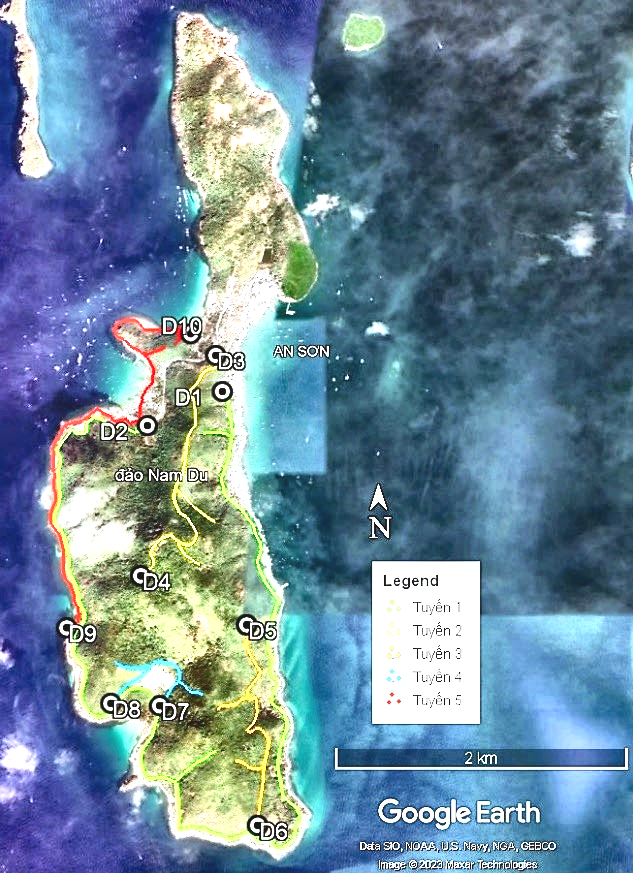 D10
D3
AN SƠN
D1
D2
đảo Nam Du
N
D4
Legend
Tuyến 1
Tuyến 2
Tuyến 3
Tuyến 4
Tuyến 5
D5
D9
D8
D7
2 km
Google Earth
D6
Data SIO, NOAA, U.S. Navy, NGA, GEBCO
Image © 2023 Maxar Technologies